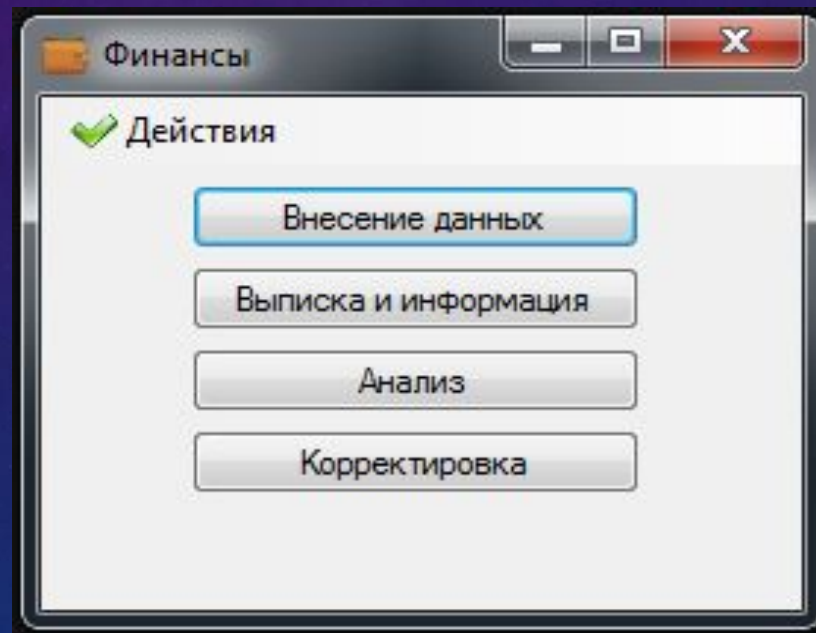 Финансы
Действия
Внесение данных
Выписка и информация
Анализ
Корректировка